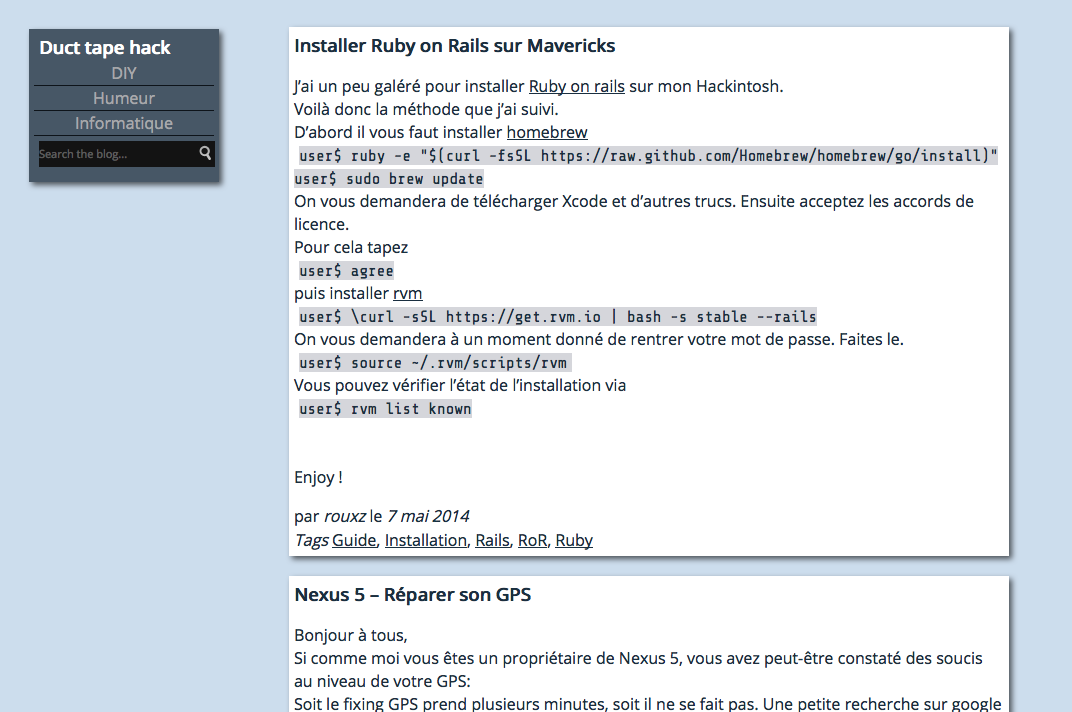 Duct tape hack
DIY
Humeur
Informatique
Search the blog...
Installer Ruby on Rails sur Mavericks
J’ai un peu galéré pour installer Ruby on rails sur mon Hackintosh.
Voilà donc la méthode que j’ai suivi.
D’abord il vous faut installer homebrew
user$ ruby -e "$(curl -fsSL https://raw.github.com/Homebrew/homebrew/go/install)"
user$ sudo brew update
On vous demandera de télécharger Xcode et d’autres trucs. Ensuite acceptez les accords de
licence.
Pour cela tapez
user$ agree
puis installer rvm
user$ \curl -sSL https://get.rvm.io | bash -s stable --rails
On vous demandera à un moment donné de rentrer votre mot de passe. Faites le.
user$ source ~/.rvm/scripts/rvm
Vous pouvez vérifier l’état de l’installation via
user$ rvm list known
Enjoy !
par rouxz le 7 mai 2014
Tags Guide, Installation, Rails, RoR, Ruby
Nexus 5 – Réparer son GPS
Bonjour à tous,
Si comme moi vous êtes un propriétaire de Nexus 5, vous avez peut-être constaté des soucis
au niveau de votre GPS:
Soit le fixing GPS prend plusieurs minutes, soit il ne se fait pas. Une petite recherche sur google